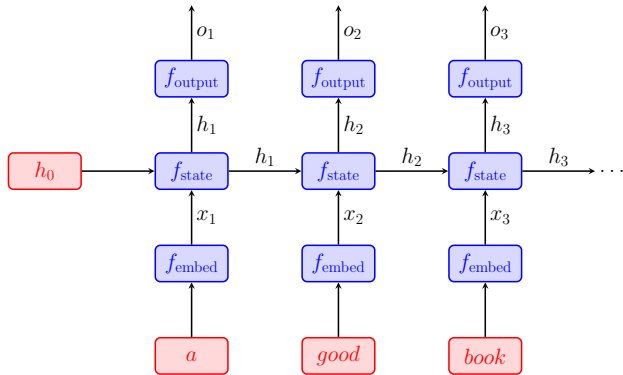 o₁ o₂ o₃
f_output f_output f_output
h₁ h₂ h₃
h₀ f_state h₁ f_state h₂ f_state h₃ ···
x₁ x₂ x₃
f_embed f_embed f_embed
a good book